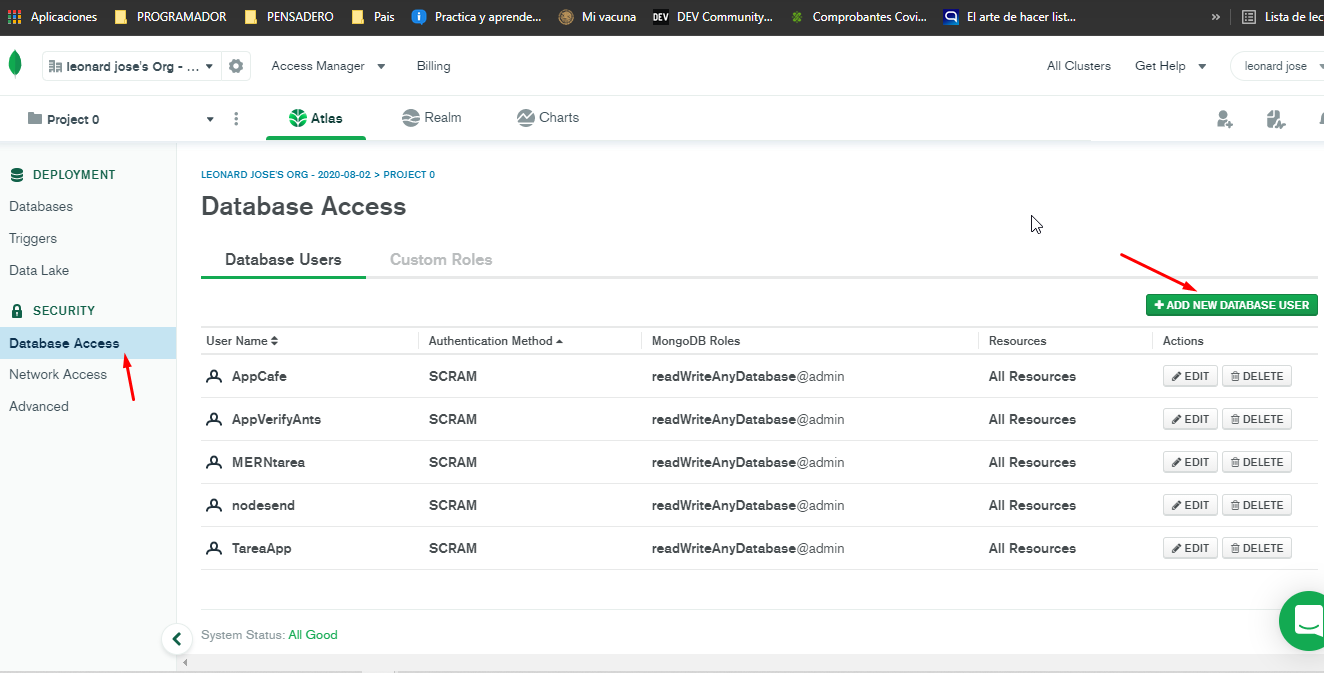 Aplicaciones PROGRAMADOR PENSADERO Pais Practica y aprende... Mi vacuna DEV DEV Community... Comprobantes Covi... El arte de hacer list... » Lista de lec
leonard jose's Org - ... Access Manager Billing All Clusters Get Help leonard jose
Project 0 Atlas Realm Charts
DEPLOYMENT
Databases
Triggers
Data Lake
SECURITY
Database Access
Network Access
Advanced
LEONARD JOSE'S ORG - 2020-08-02 > PROJECT 0
Database Access
Database Users Custom Roles
+ ADD NEW DATABASE USER
User Name Authentication Method MongoDB Roles Resources Actions
AppCafe SCRAM readWriteAnyDatabase@admin All Resources EDIT DELETE
AppVerifyAnts SCRAM readWriteAnyDatabase@admin All Resources EDIT DELETE
MERNtarea SCRAM readWriteAnyDatabase@admin All Resources EDIT DELETE
nodesend SCRAM readWriteAnyDatabase@admin All Resources EDIT DELETE
TareaApp SCRAM readWriteAnyDatabase@admin All Resources EDIT DELETE
System Status: All Good